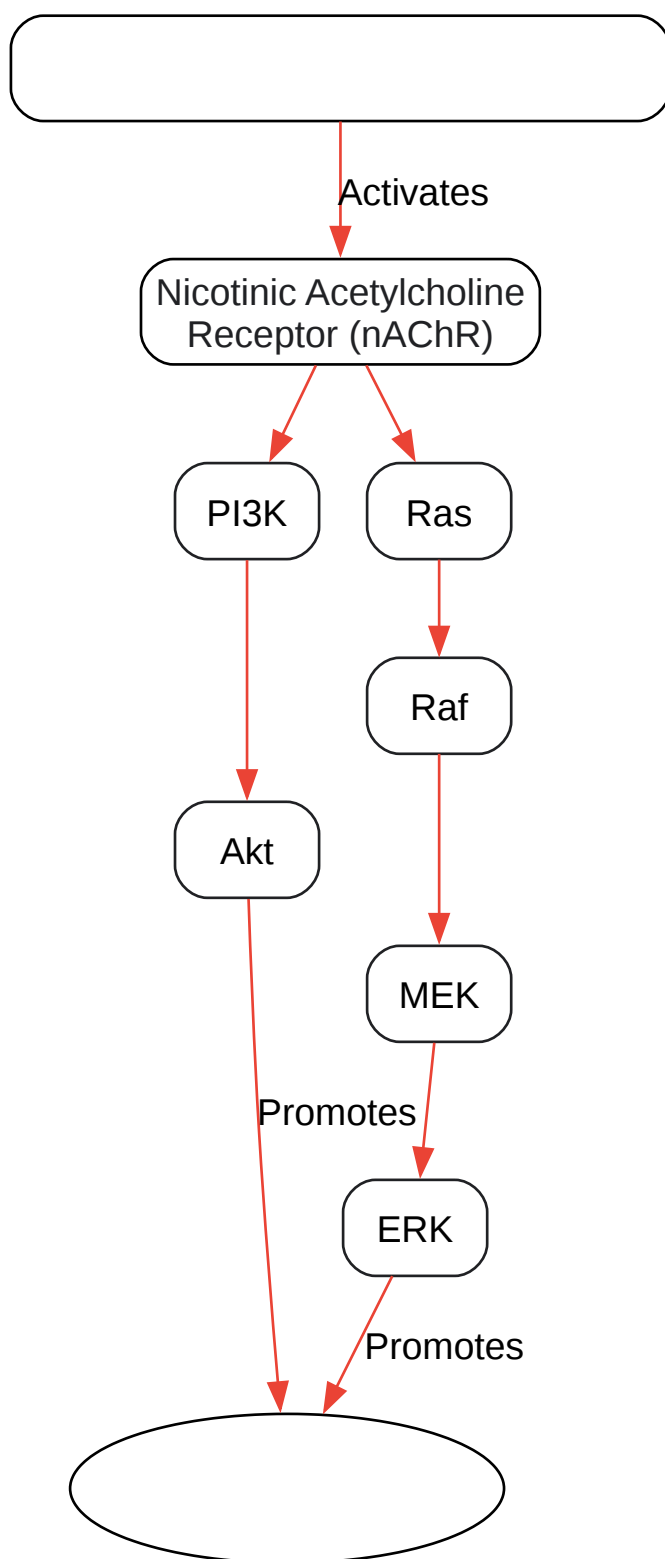 Activates
Nicotinic Acetylcholine
Receptor (nAChR)
PI3K
Ras
Raf
Akt
MEK
Promotes
ERK
Promotes